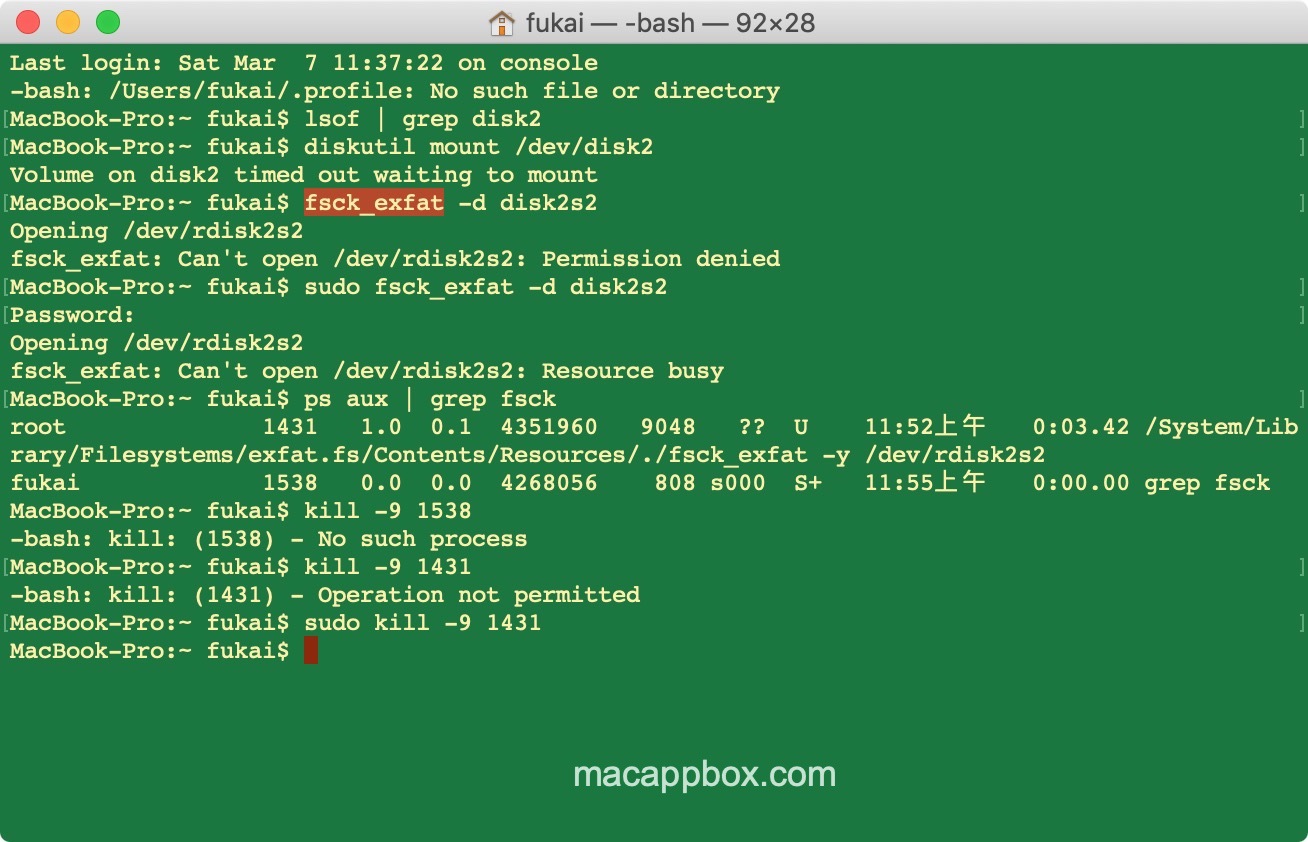 fukai — -bash — 92×28
Last login: Sat Mar  7 11:37:22 on console
-bash: /Users/fukai/.profile: No such file or directory
[MacBook-Pro:~ fukai$ lsof | grep disk2 ]
[MacBook-Pro:~ fukai$ diskutil mount /dev/disk2 ]
Volume on disk2 timed out waiting to mount
[MacBook-Pro:~ fukai$ fsck_exfat -d disk2s2 ]
Opening /dev/rdisk2s2
fsck_exfat: Can't open /dev/rdisk2s2: Permission denied
[MacBook-Pro:~ fukai$ sudo fsck_exfat -d disk2s2 ]
[Password: ]
Opening /dev/rdisk2s2
fsck_exfat: Can't open /dev/rdisk2s2: Resource busy
[MacBook-Pro:~ fukai$ ps aux | grep fsck ]
root              1431   1.0  0.1  4351960   9048   ??  U    11:52上午   0:03.42 /System/Lib
rary/Filesystems/exfat.fs/Contents/Resources/./fsck_exfat -y /dev/rdisk2s2
fukai             1538   0.0  0.0  4268056    808 s000  S+   11:55上午   0:00.00 grep fsck
MacBook-Pro:~ fukai$ kill -9 1538
-bash: kill: (1538) - No such process
[MacBook-Pro:~ fukai$ kill -9 1431 ]
-bash: kill: (1431) - Operation not permitted
[MacBook-Pro:~ fukai$ sudo kill -9 1431 ]
MacBook-Pro:~ fukai$
macappbox.com